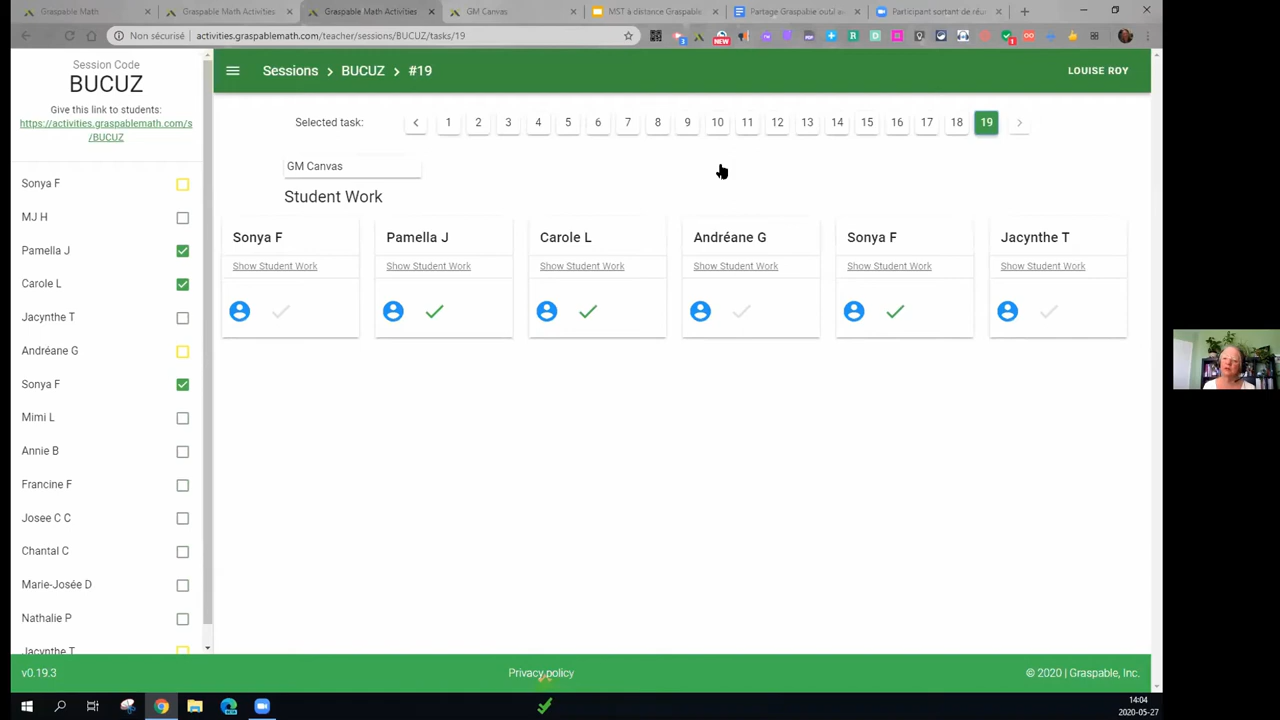 Graspable Math
Graspable Math Activities
Graspable Math Activities
GM Canvas
MST à distance Graspable
Partage Graspable outil
Participant sortant de
Non sécurisé
activities.graspablemath.com/teacher/sessions/BUCUZ/tasks/19
NEW
Session Code
BUCUZ
Give this link to students:
https://activities.graspablemath.com/s
/BUCUZ
Sonya F
MJ H
Pamella J
Carole L
Jacynthe T
Andréane G
Sonya F
Mimi L
Annie B
Francine F
Josee C C
Chantal C
Marie-Josée D
Nathalie P
Jacynthe T
v0.19.3
Sessions > BUCUZ > #19
LOUISE ROY
Selected task: < 1 2 3 4 5 6 7 8 9 10 11 12 13 14 15 16 17 18 19 >
GM Canvas
Student Work
Sonya F
Show Student Work
Pamella J
Show Student Work
Carole L
Show Student Work
Andréane G
Show Student Work
Sonya F
Show Student Work
Jacynthe T
Show Student Work
Privacy policy
© 2020 | Graspable, Inc.
14:04
2020-05-27